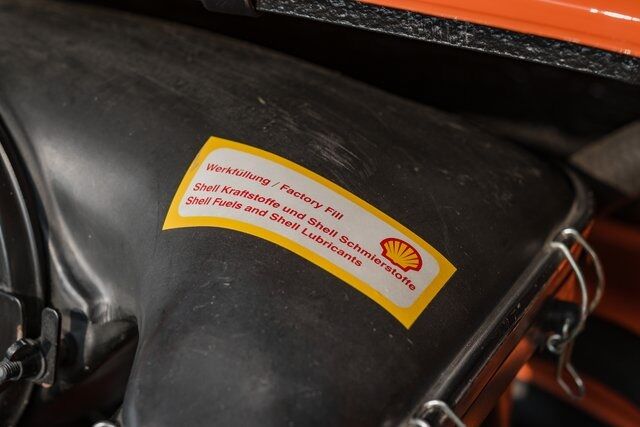 Werkfüllung / Factory Fill
Shell Kraftstoffe und Shell Schmierstoffe
Shell Fuels and Shell Lubricants